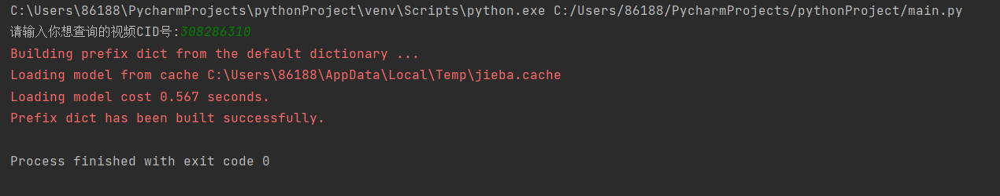 C:\Users\86188\PycharmProjects\pythonProject\venv\Scripts\python.exe C:/Users/86188/PycharmProjects/pythonProject/main.py
请输入你想查询的视频CID号:308286310
Building prefix dict from the default dictionary ...
Loading model from cache C:\Users\86188\AppData\Local\Temp\jieba.cache
Loading model cost 0.567 seconds.
Prefix dict has been built successfully.
Process finished with exit code 0